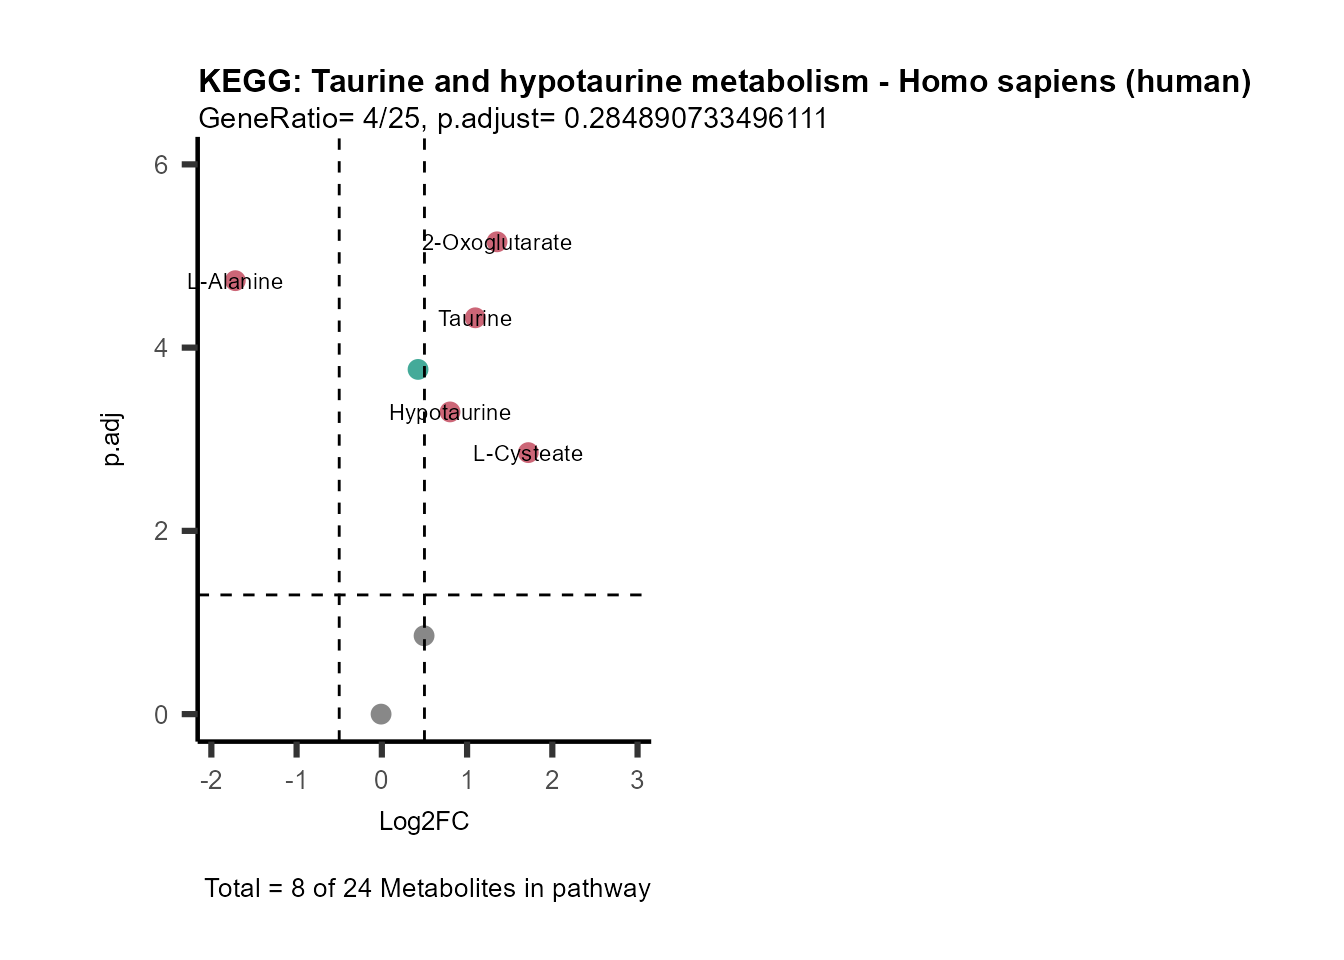 KEGG: Taurine and hypotaurine metabolism - Homo sapiens (human)
GeneRatio= 4/25, p.adjust= 0.284890733496111
6
2-Oxoglutarate
L-Alanine
Taurine
4
Hypotaurine
p.adj
L-Cysteate
2
0
-2 -1 0 1 2 3
Log2FC
Total = 8 of 24 Metabolites in pathway